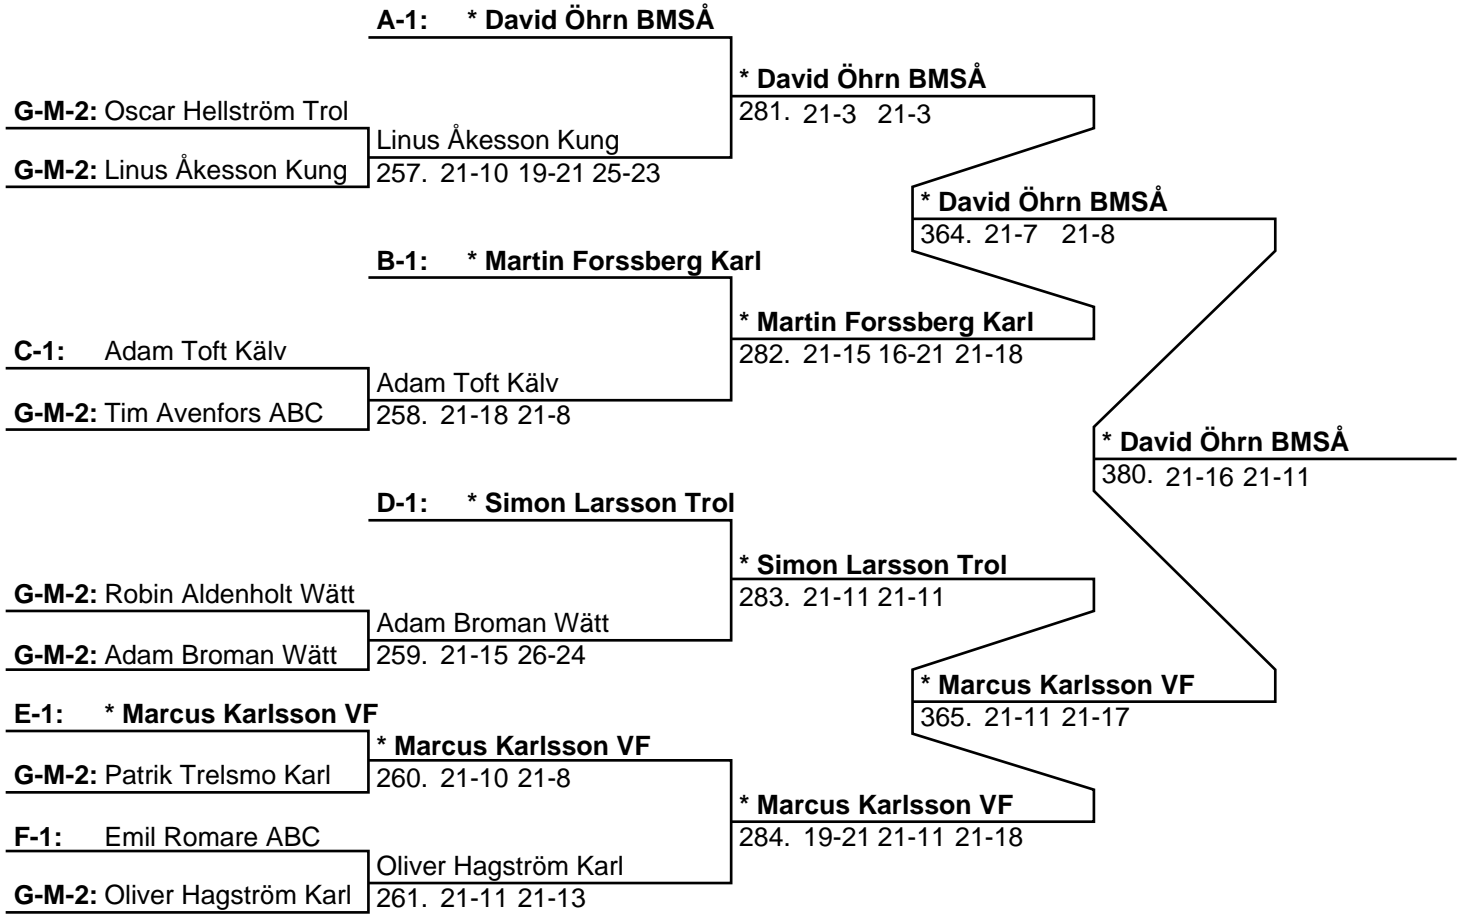 A-1: * David Öhrn BMSÅ
* David Öhrn BMSÅ
G-M-2: Oscar Hellström Trol
281. 21-3 21-3
Linus Åkesson Kung
G-M-2: Linus Åkesson Kung
257. 21-10 19-21 25-23
* David Öhrn BMSÅ
364. 21-7 21-8
B-1: * Martin Forssberg Karl
* Martin Forssberg Karl
C-1: Adam Toft Kälv
282. 21-15 16-21 21-18
Adam Toft Kälv
G-M-2: Tim Avenfors ABC
258. 21-18 21-8
* David Öhrn BMSÅ
380. 21-16 21-11
D-1: * Simon Larsson Trol
* Simon Larsson Trol
G-M-2: Robin Aldenholt Wätt
283. 21-11 21-11
Adam Broman Wätt
G-M-2: Adam Broman Wätt
259. 21-15 26-24
* Marcus Karlsson VF
E-1: * Marcus Karlsson VF
365. 21-11 21-17
* Marcus Karlsson VF
G-M-2: Patrik Trelsmo Karl
260. 21-10 21-8
* Marcus Karlsson VF
F-1: Emil Romare ABC
284. 19-21 21-11 21-18
Oliver Hagström Karl
G-M-2: Oliver Hagström Karl
261. 21-11 21-13